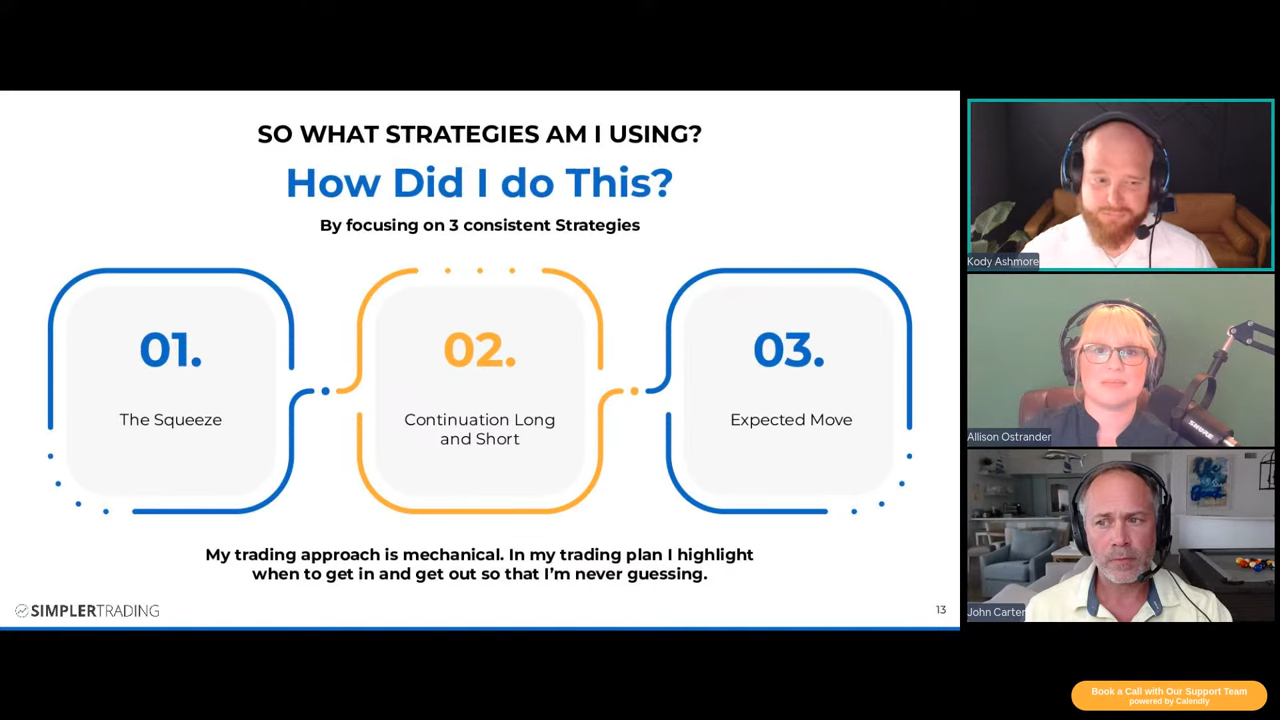 SO WHAT STRATEGIES AM I USING?
How Did I do This?
By focusing on 3 consistent Strategies
01.
The Squeeze
02.
Continuation Long
and Short
03.
Expected Move
My trading approach is mechanical. In my trading plan I highlight
when to get in and get out so that I’m never guessing.
SIMPLERTRADING
13
Kody Ashmore
Allison Ostrander
SHURE
John Carter
Book a Call with Our Support Team
powered by Calendly